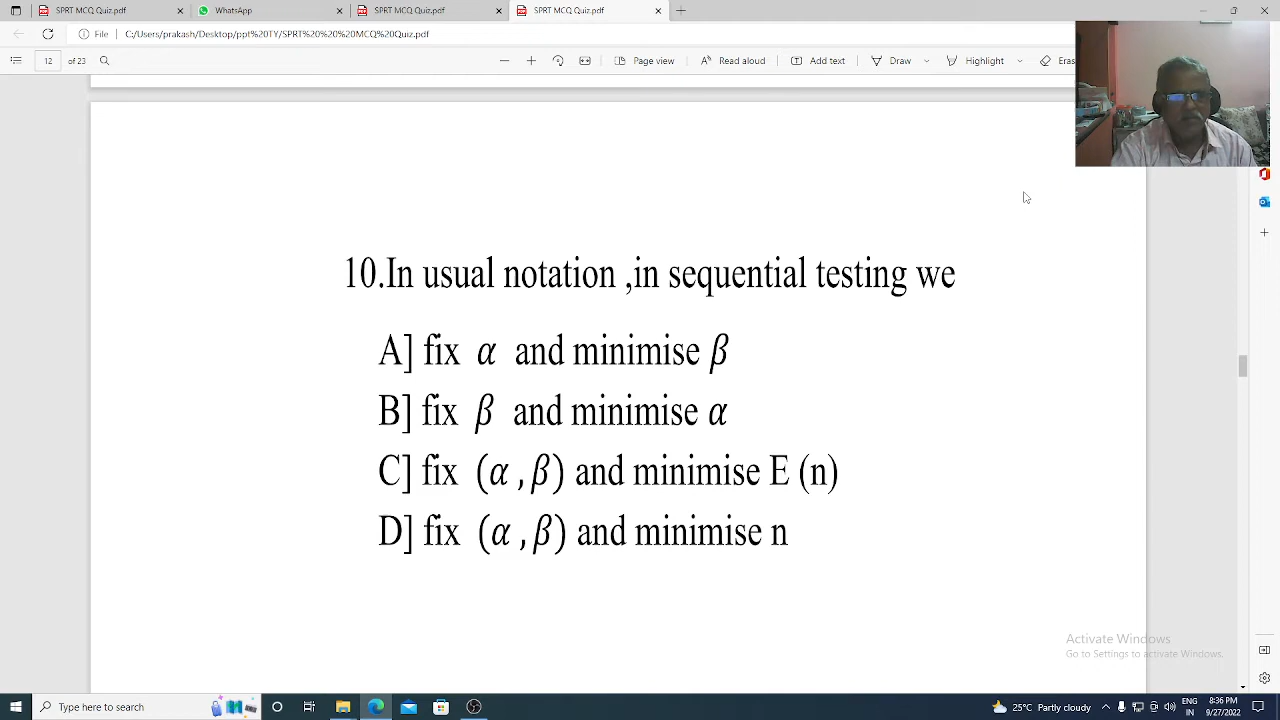 SPRT MCQ Quiz.pdf
WhatsApp
SPRT MCQ Quiz.pdf
SPRT MCQ Quiz.pdf
File C:/Users/prakash/Desktop/ppt%20TY/SPRT%20%20%20MCQ%20Quiz.pdf
12 of 23 Page view Read aloud Add text Draw Highlight Eras
10.In usual notation ,in sequential testing we
A] fix α and minimise β
B] fix β and minimise α
C] fix (α , β) and minimise E (n)
D] fix (α , β) and minimise n
Activate Windows
Go to Settings to activate Windows.
Type here to search
25°C Partly cloudy
ENG
IN
8:36 PM
9/27/2022